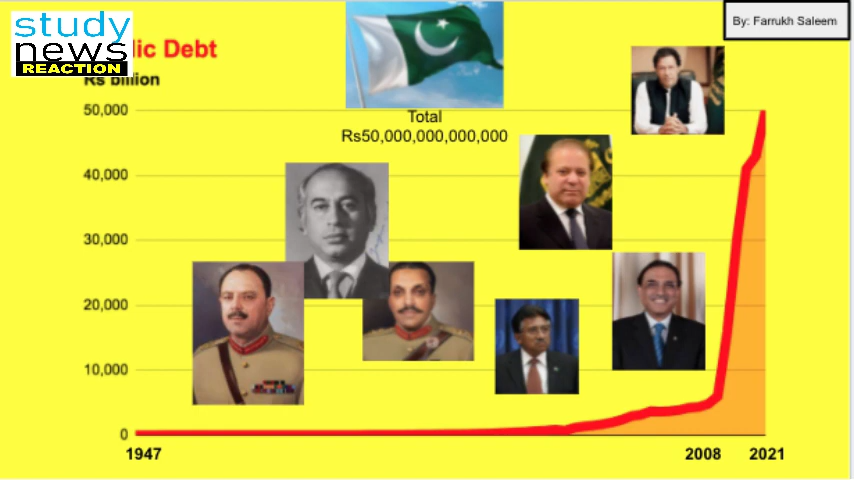 study
news
REACTION
lic Debt
Rs billion
By: Farrukh Saleem
Total
Rs50,000,000,000,000
50,000
40,000
30,000
20,000
10,000
0
1947
2008
2021